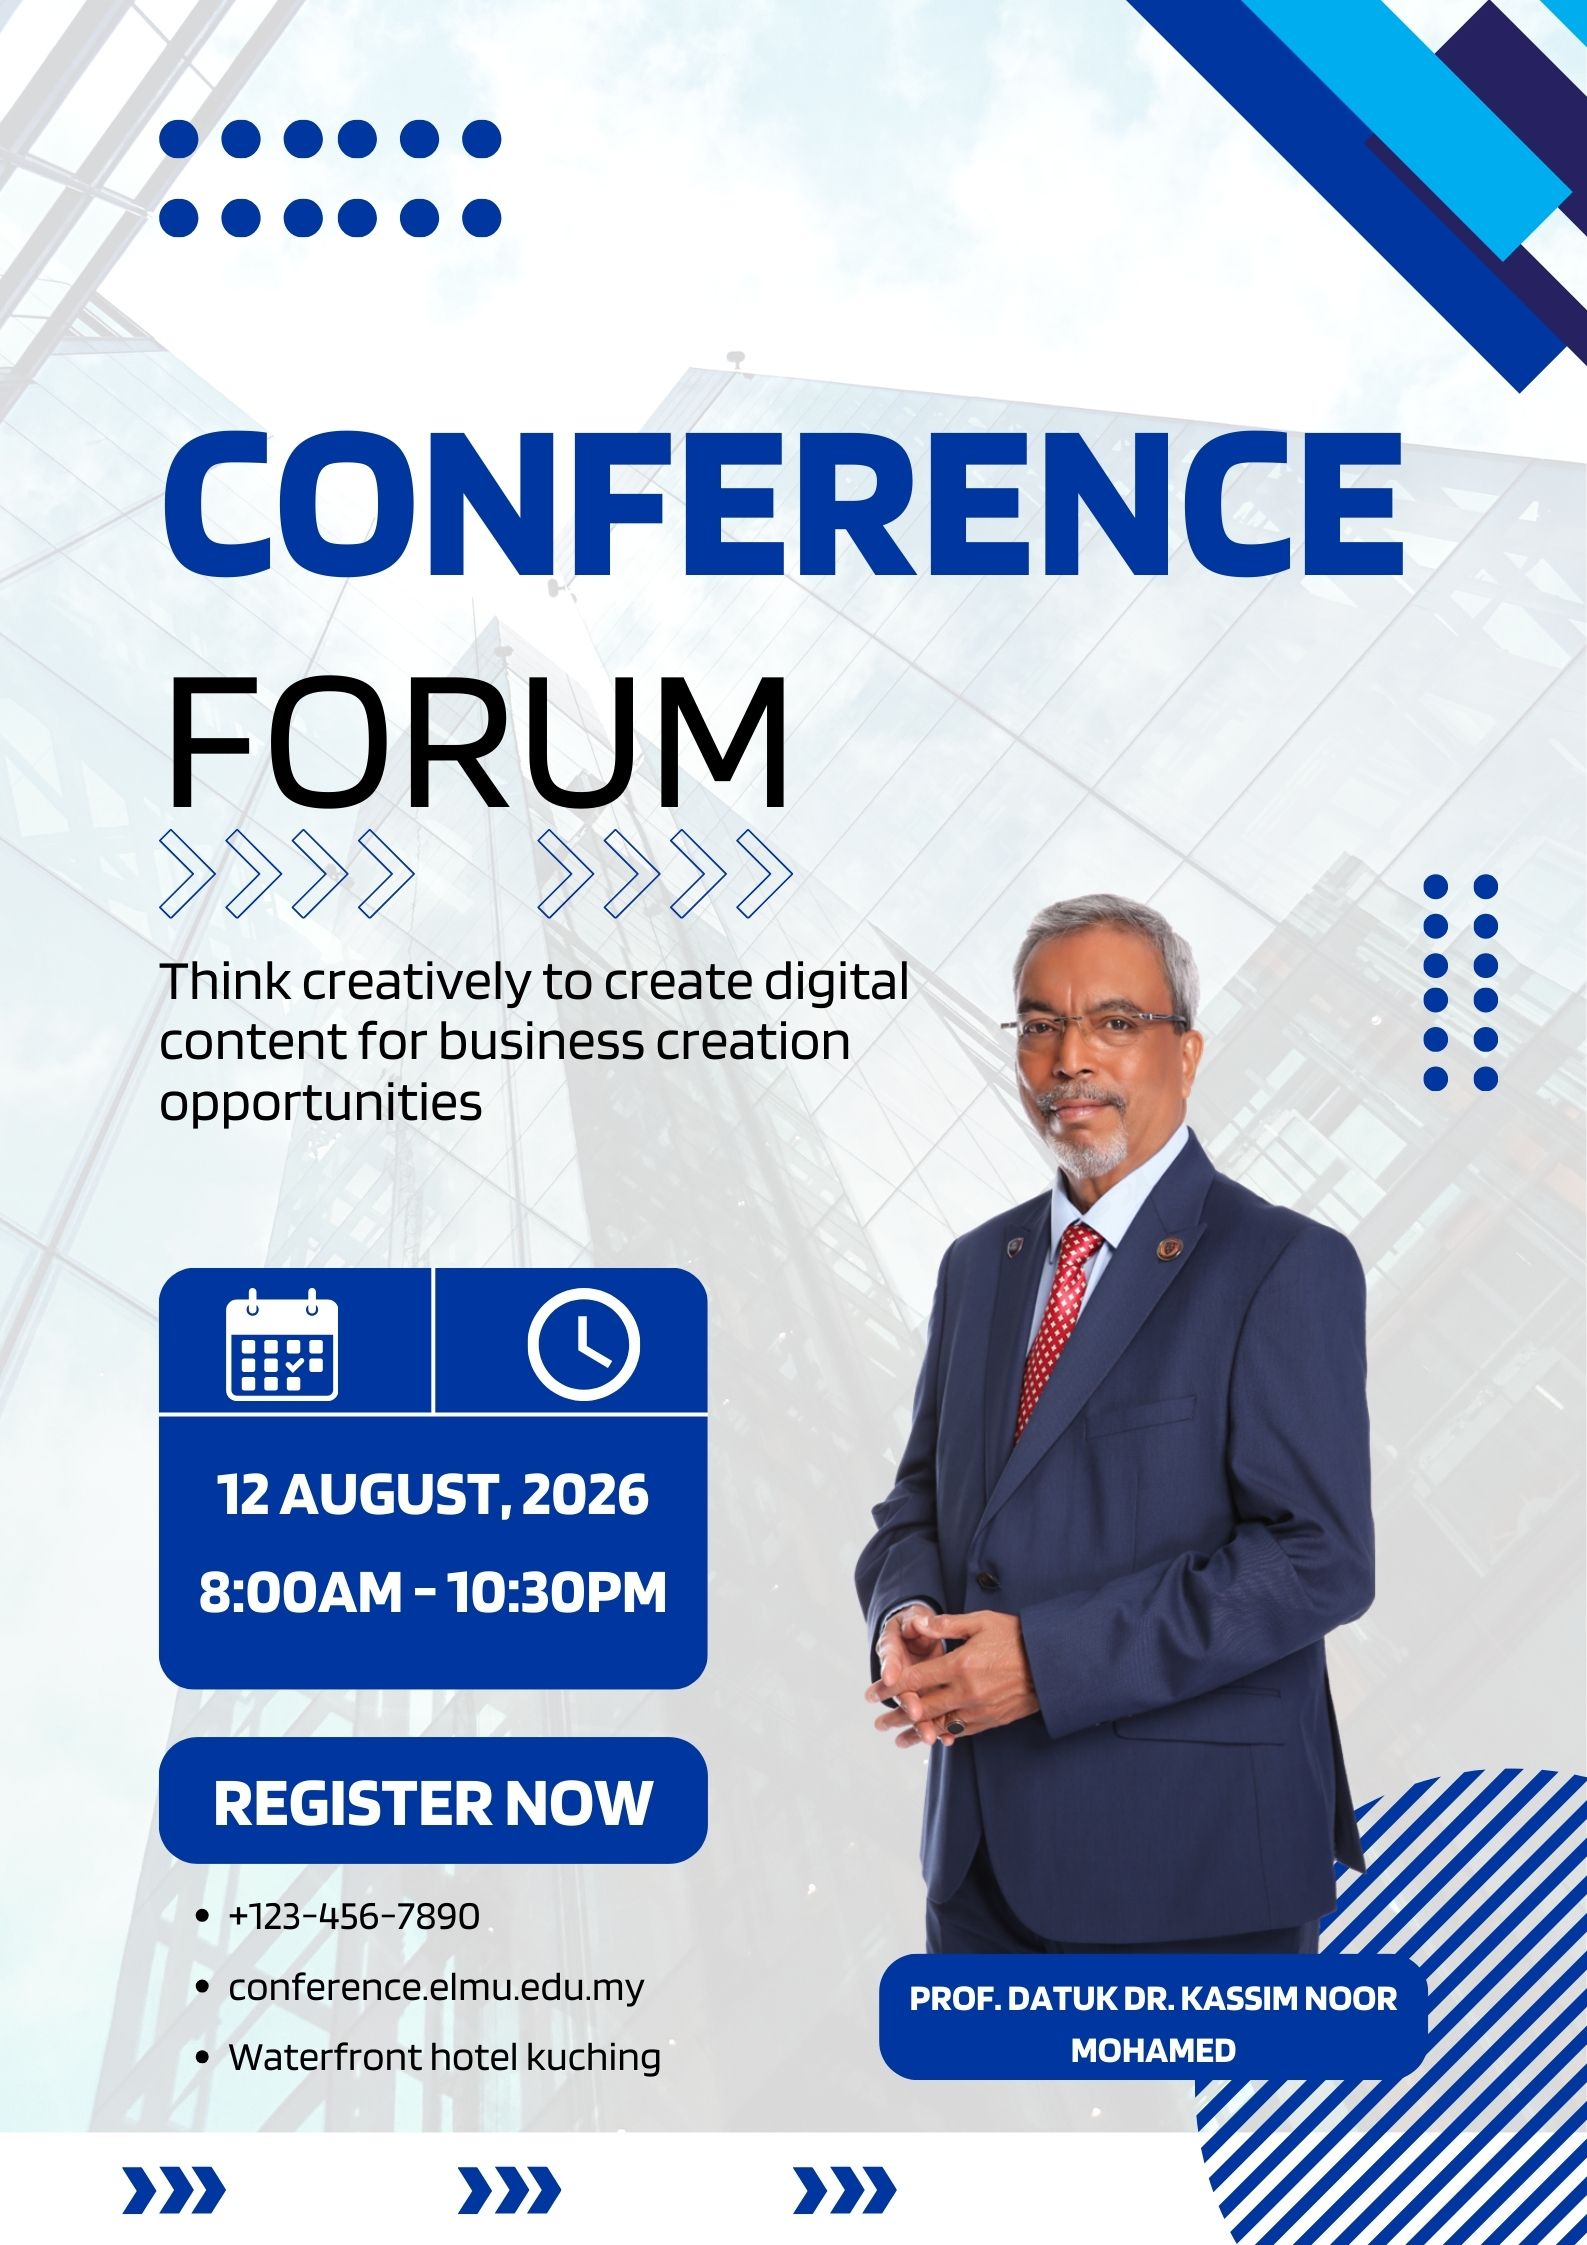 CONFERENCE
FORUM
Think creatively to create digital
content for business creation
opportunities
12 AUGUST, 2026
8:00AM - 10:30PM
REGISTER NOW
+123-456-7890
conference.elmu.edu.my
Waterfront hotel kuching
PROF. DATUK DR. KASSIM NOOR
MOHAMED